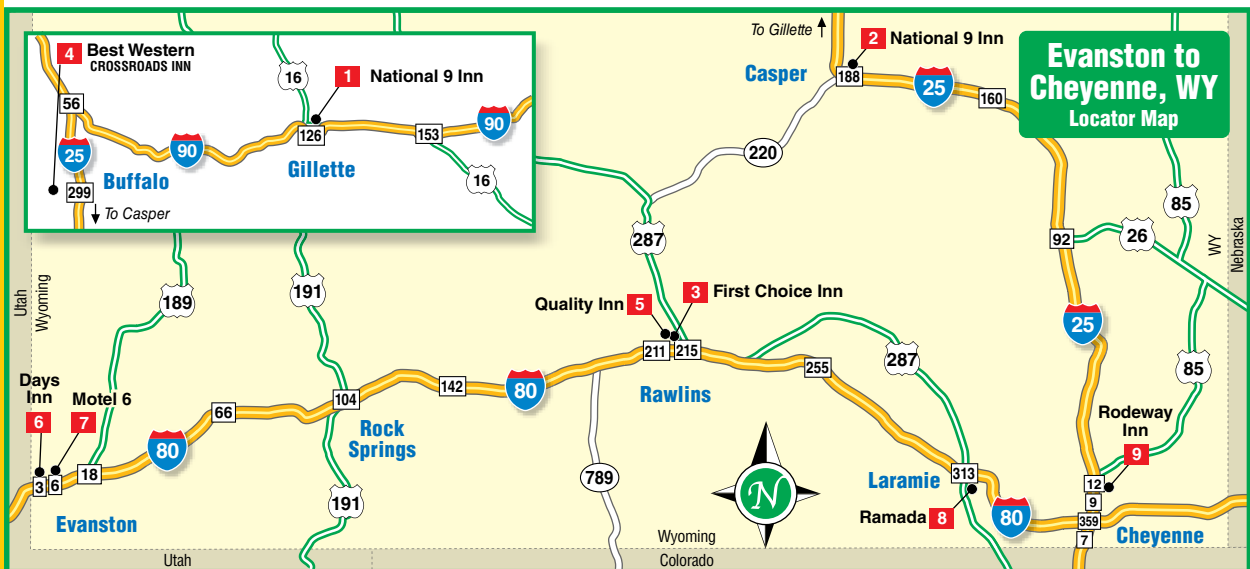 4 Best Western
CROSSROADS INN
16
1 National 9 Inn
56
90
126
153
90
25
Buffalo
Gillette
16
299
To Casper
To Gillette
2 National 9 Inn
Casper
188
25
160
Evanston to
Cheyenne, WY
Locator Map
220
85
287
92
26
WY
Nebraska
Utah
Wyoming
189
191
Quality Inn 5
3 First Choice Inn
25
211
215
287
85
Rawlins
255
142
80
104
Rock
Springs
66
Days
Inn
6
Motel 6
7
80
3
6
18
Evanston
191
789
N
Laramie
313
Ramada 8
80
Rodeway
Inn
9
12
9
359
7
Cheyenne
Wyoming
Colorado
Utah